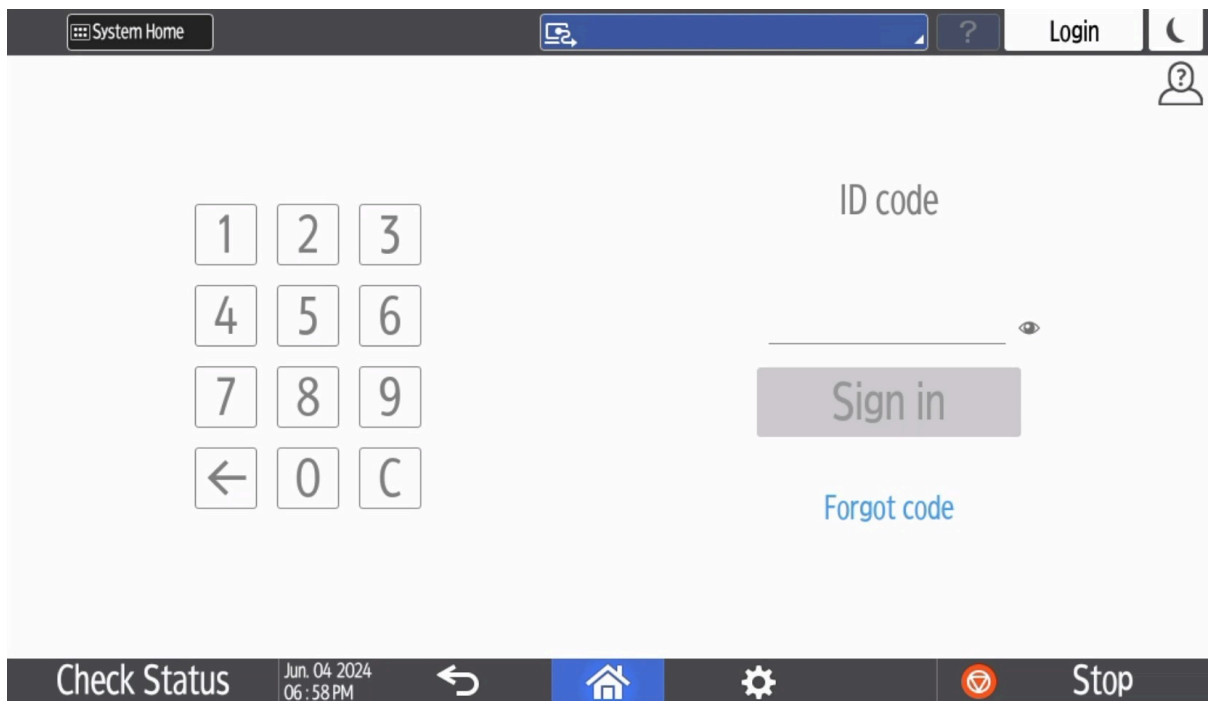 System Home
?
Login
?
ID code
1 2 3
4 5 6
7 8 9
← 0 C
Sign in
Forgot code
Check Status
Jun. 04 2024
06 : 58 PM
Stop